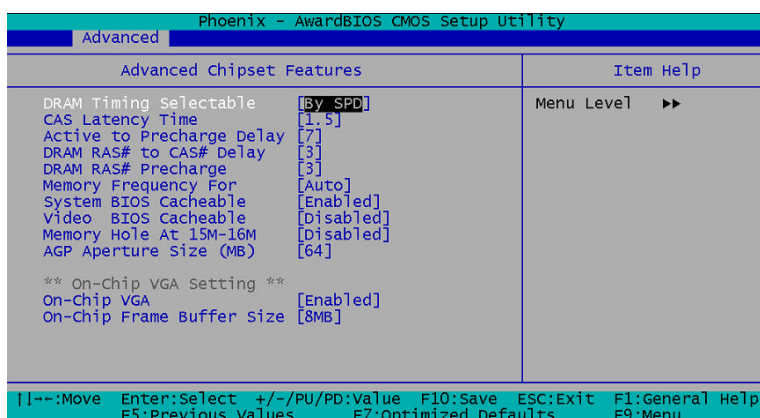 Phoenix - AwardBIOS CMOS Setup Utility
Advanced
Advanced Chipset Features Item Help
DRAM Timing Selectable [By SPD] Menu Level ►►
CAS Latency Time [1.5]
Active to Precharge Delay [7]
DRAM RAS# to CAS# Delay [3]
DRAM RAS# Precharge [3]
Memory Frequency For [Auto]
System BIOS Cacheable [Enabled]
Video BIOS Cacheable [Disabled]
Memory Hole At 15M-16M [Disabled]
AGP Aperture Size (MB) [64]
** On-Chip VGA Setting **
On-Chip VGA [Enabled]
On-Chip Frame Buffer Size [8MB]
↑↓→←:Move Enter:Select +/-/PU/PD:Value F10:Save ESC:Exit F1:General Help
F5:Previous Values F7:Optimized Defaults F9:Menu